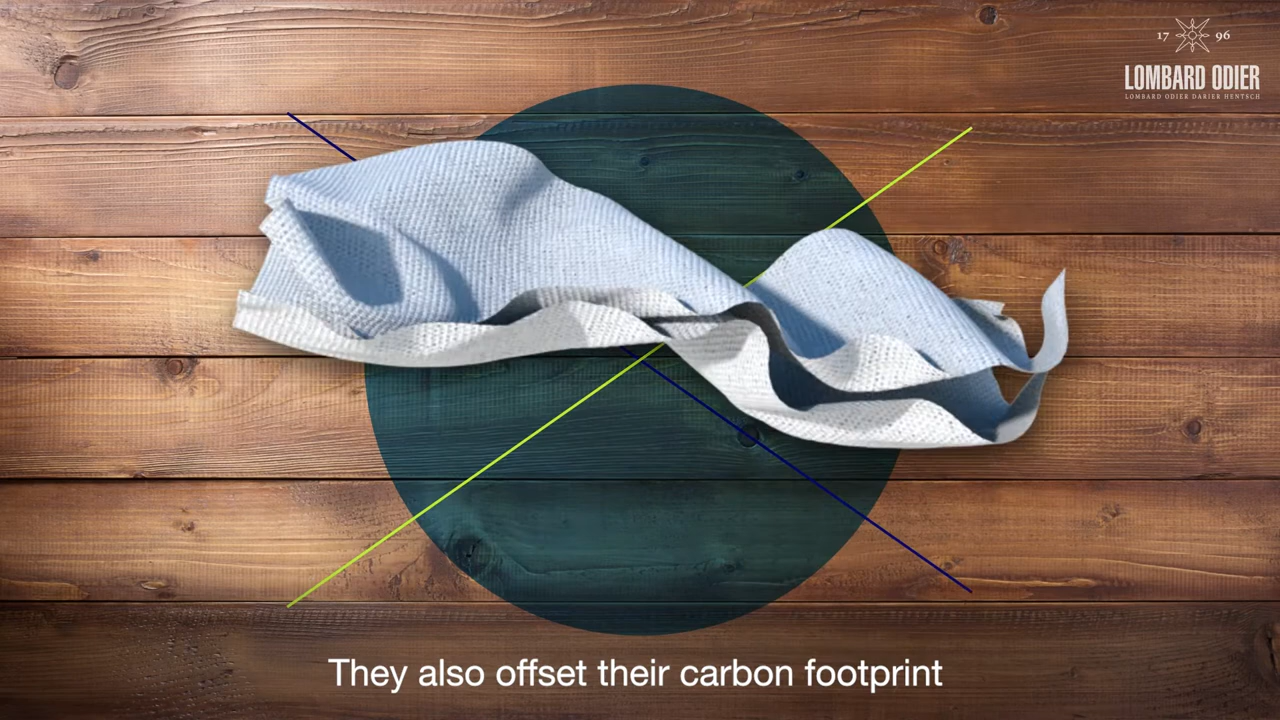 17 96
LOMBARD ODIER
LOMBARD ODIER DARIER HENTSCH
They also offset their carbon footprint